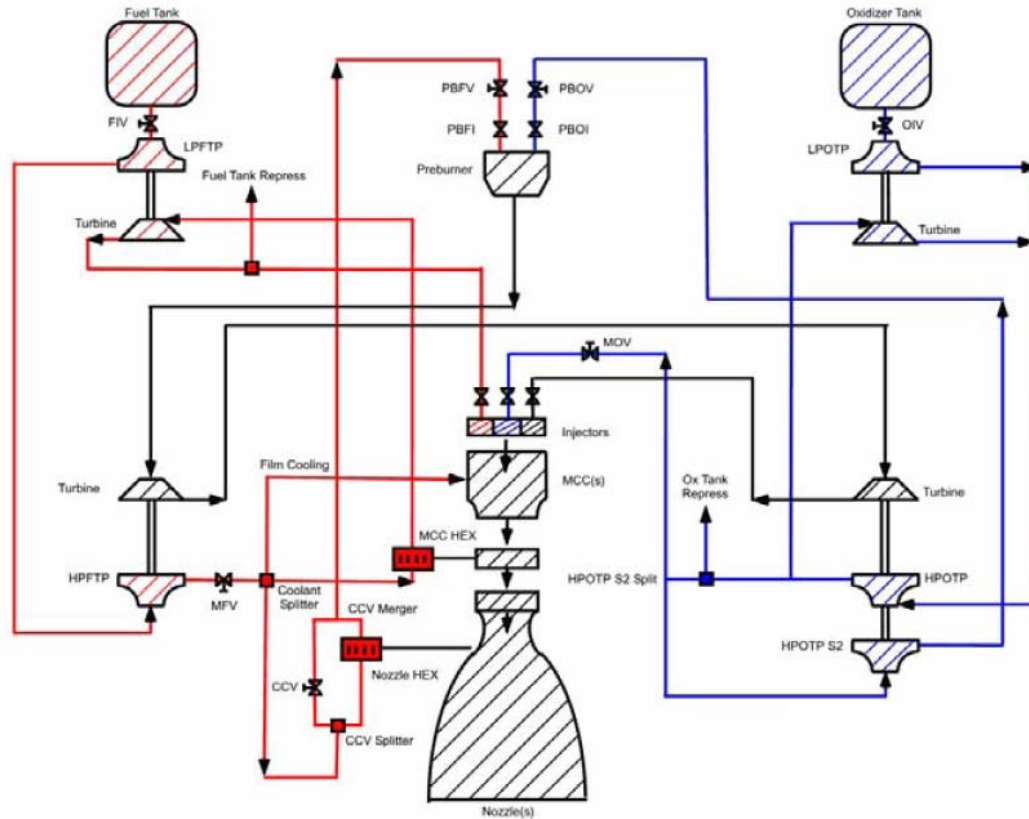 Fuel Tank
Oxidizer Tank
PBFV
PBOV
FIV
OIV
PBFI
PBOI
LPFTP
LPOTP
Preburner
Fuel Tank Repress
Turbine
Turbine
MOV
Injectors
Film Cooling
MCC(s)
Ox Tank
Repress
Turbine
Turbine
MCC HEX
HPFTP
HPOTP S2 Split
HPOTP
MFV
Coolant
Splitter
CCV Merger
HPOTP S2
Nozzle HEX
CCV
CCV Splitter
Nozzle(s)